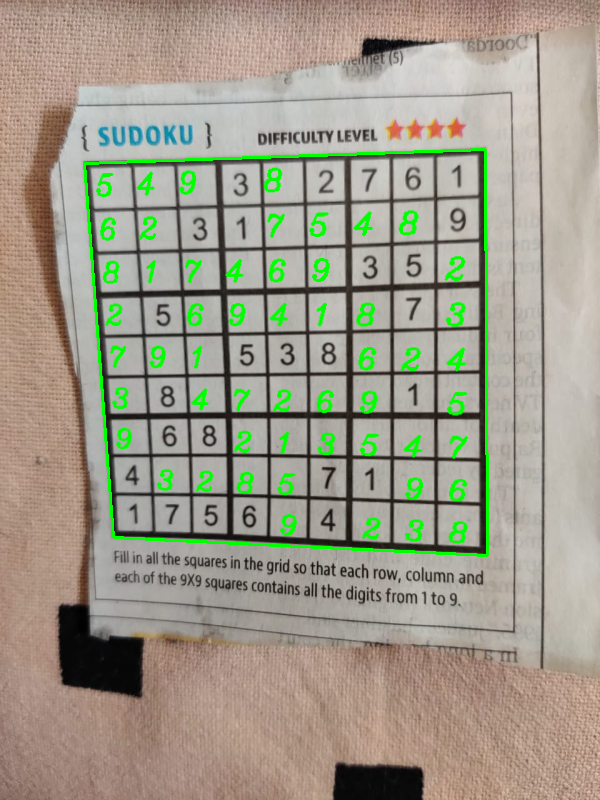 { SUDOKU } DIFFICULTY LEVEL
5 4 9 3 8 2 7 6 1
6 2 3 1 7 5 4 8 9
8 1 7 4 6 9 3 5 2
2 5 6 9 4 1 8 7 3
7 9 1 5 3 8 6 2 4
3 8 4 7 2 6 9 1 5
9 6 8 2 1 3 5 4 7
4 3 2 8 5 7 1 9 6
1 7 5 6 9 4 2 3 8
Fill in all the squares in the grid so that each row, column and
each of the 9X9 squares contains all the digits from 1 to 9.